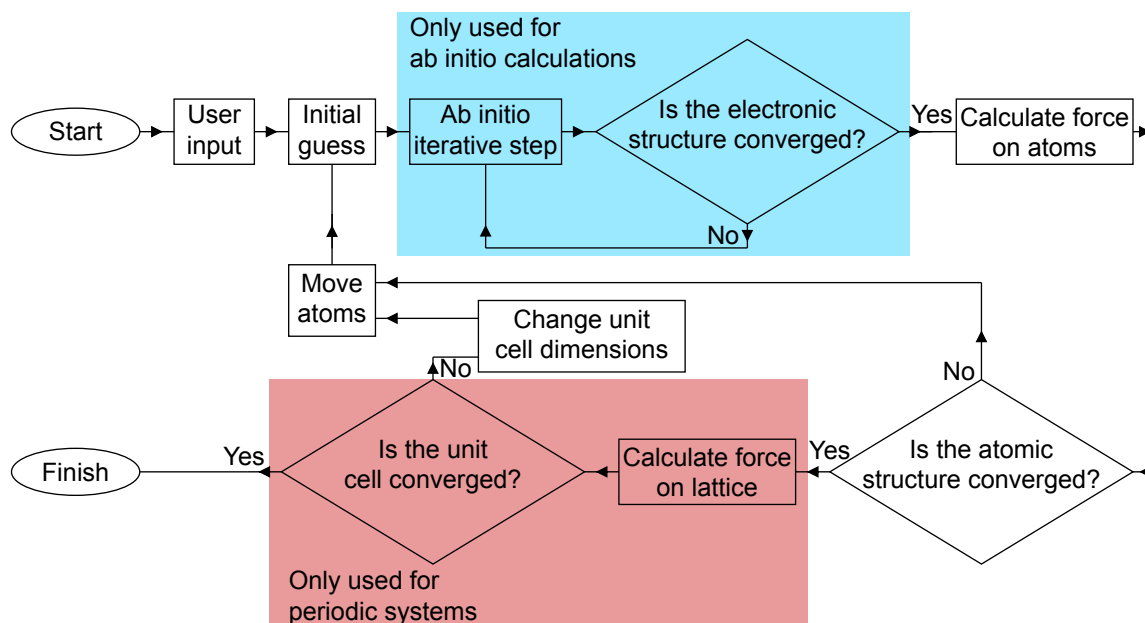 Only used for
ab initio calculations
Start
User
input
Initial
guess
Ab initio
iterative step
Is the electronic
structure converged?
Yes
Calculate force
on atoms
No
Move
atoms
Change unit
cell dimensions
No
No
Finish
Yes
Is the unit
cell converged?
Calculate force
on lattice
Yes
Is the atomic
structure converged?
Only used for
periodic systems